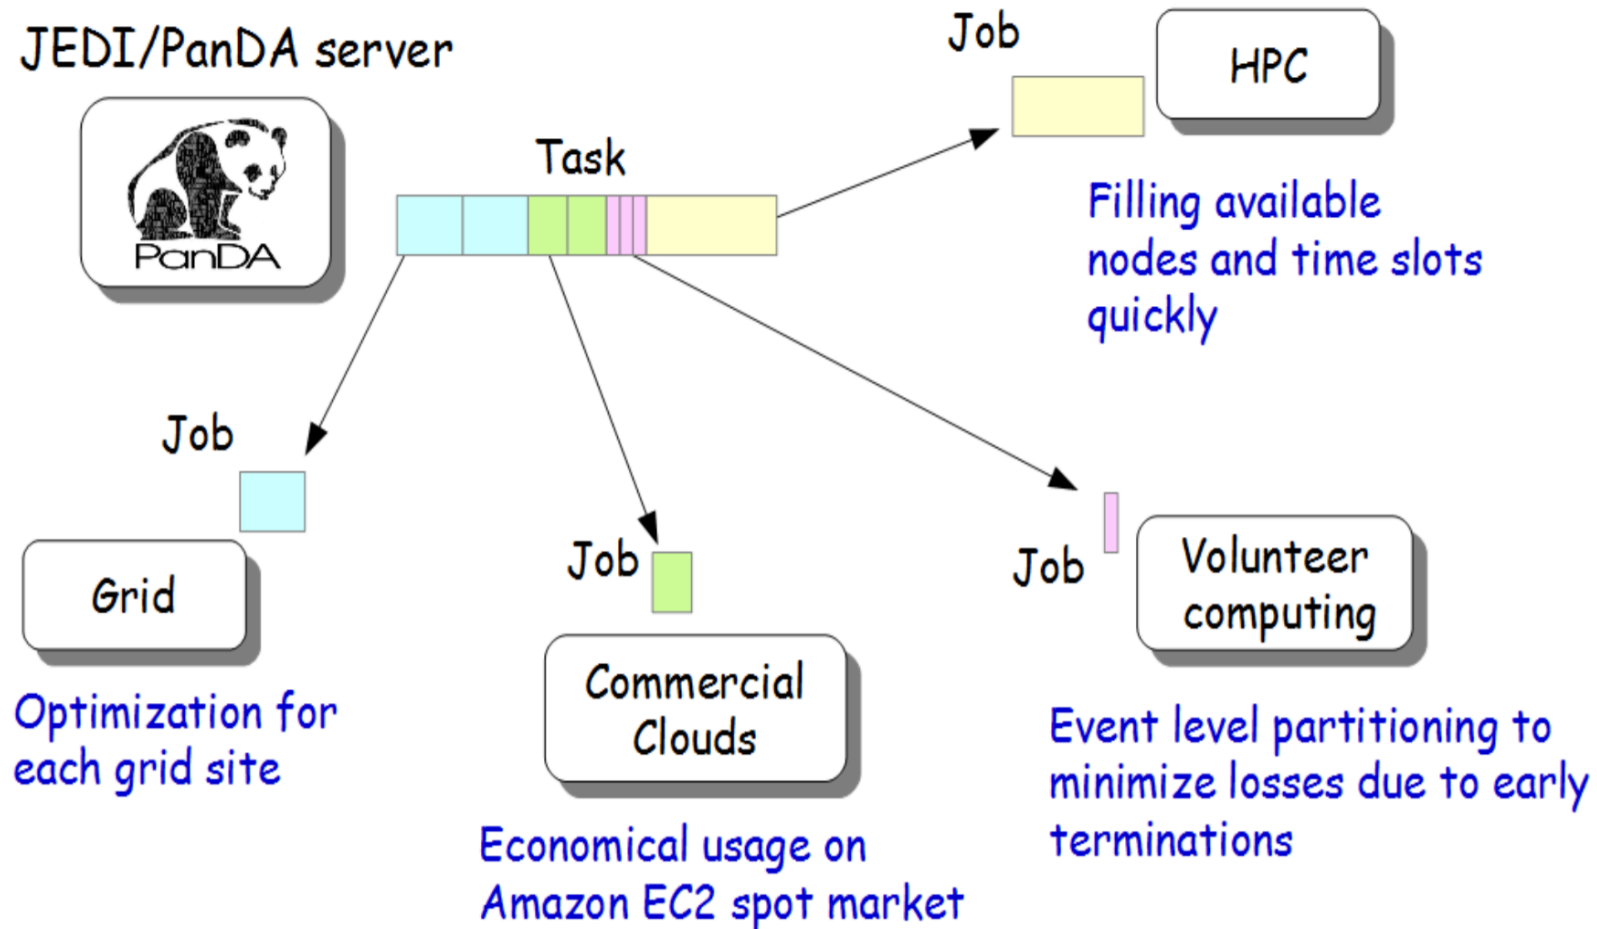 JEDI/PanDA server
PanDA
Task
Job
HPC
Filling available
nodes and time slots
quickly
Job
Grid
Optimization for
each grid site
Job
Commercial
Clouds
Economical usage on
Amazon EC2 spot market
Job
Volunteer
computing
Event level partitioning to
minimize losses due to early
terminations